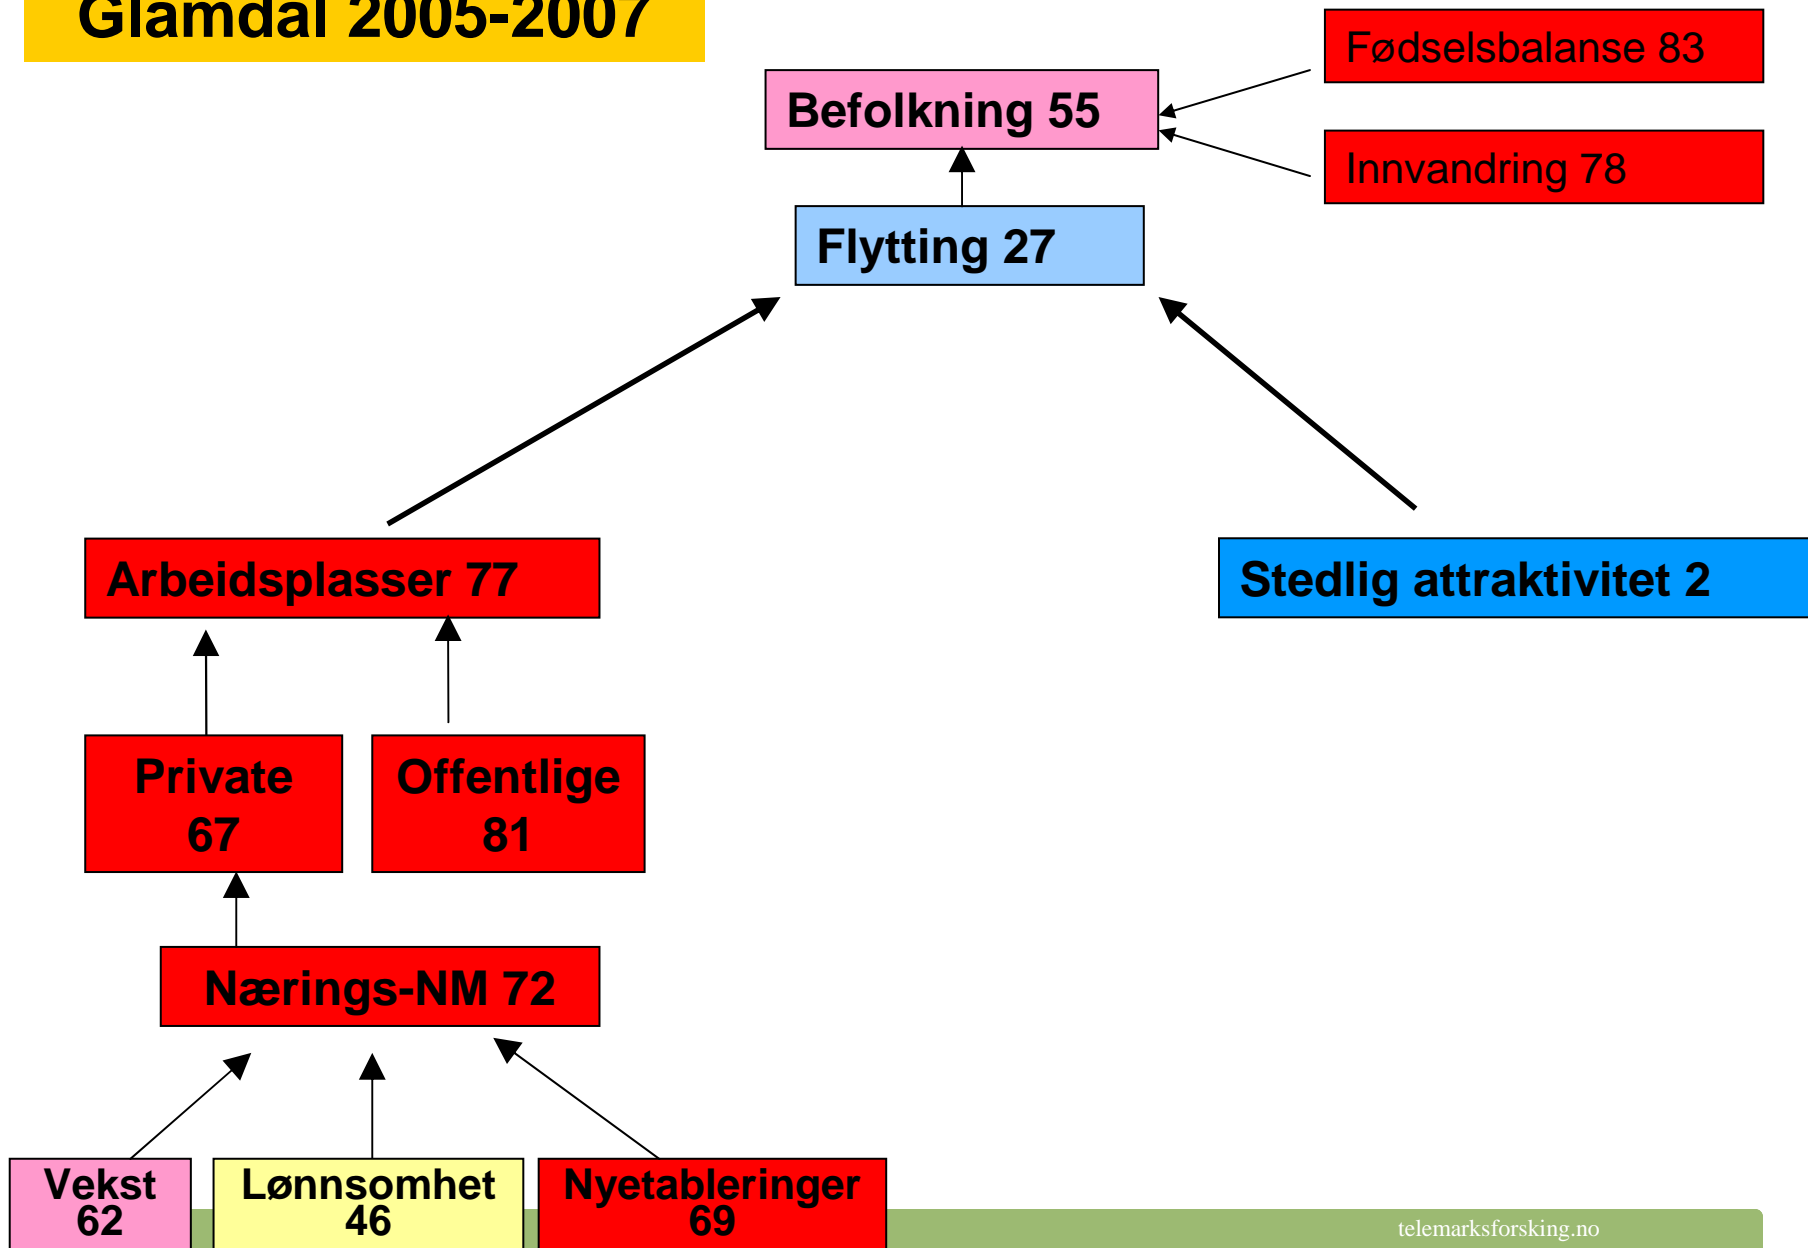 Glåmdal 2005-2007
Fødselsbalanse 83
Befolkning 55
Innvandring 78
Flytting 27
Arbeidsplasser 77
Stedlig attraktivitet 2
Private
67
Offentlige
81
Nærings-NM 72
Vekst
62
Lønnsomhet
46
Nyetableringer
69
telemarksforsking.no